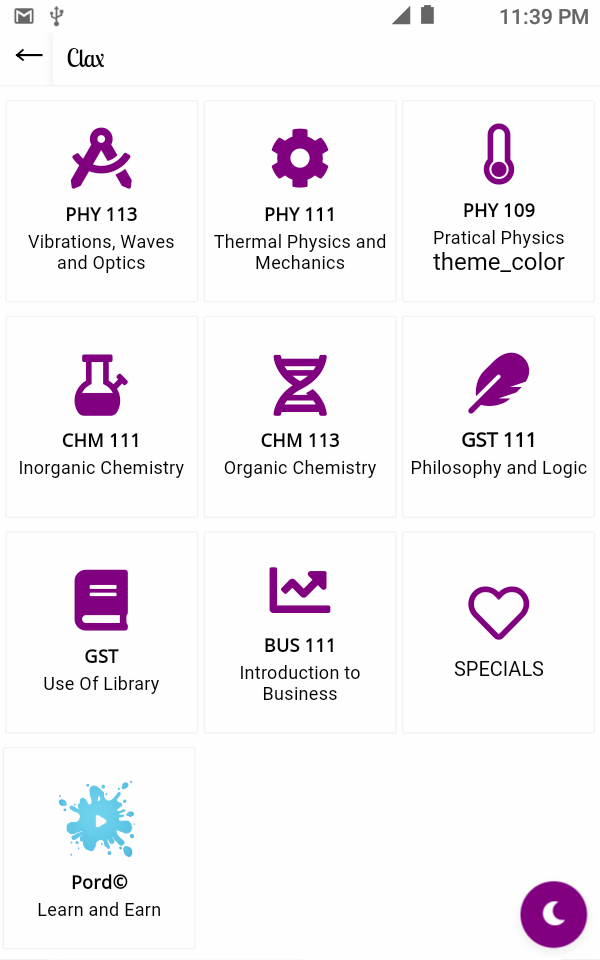 11:39 PM
Clax
PHY 113
Vibrations, Waves
and Optics
PHY 111
Thermal Physics and
Mechanics
PHY 109
Pratical Physics
theme_color
CHM 111
Inorganic Chemistry
CHM 113
Organic Chemistry
GST 111
Philosophy and Logic
GST
Use Of Library
BUS 111
Introduction to
Business
SPECIALS
Pord©
Learn and Earn